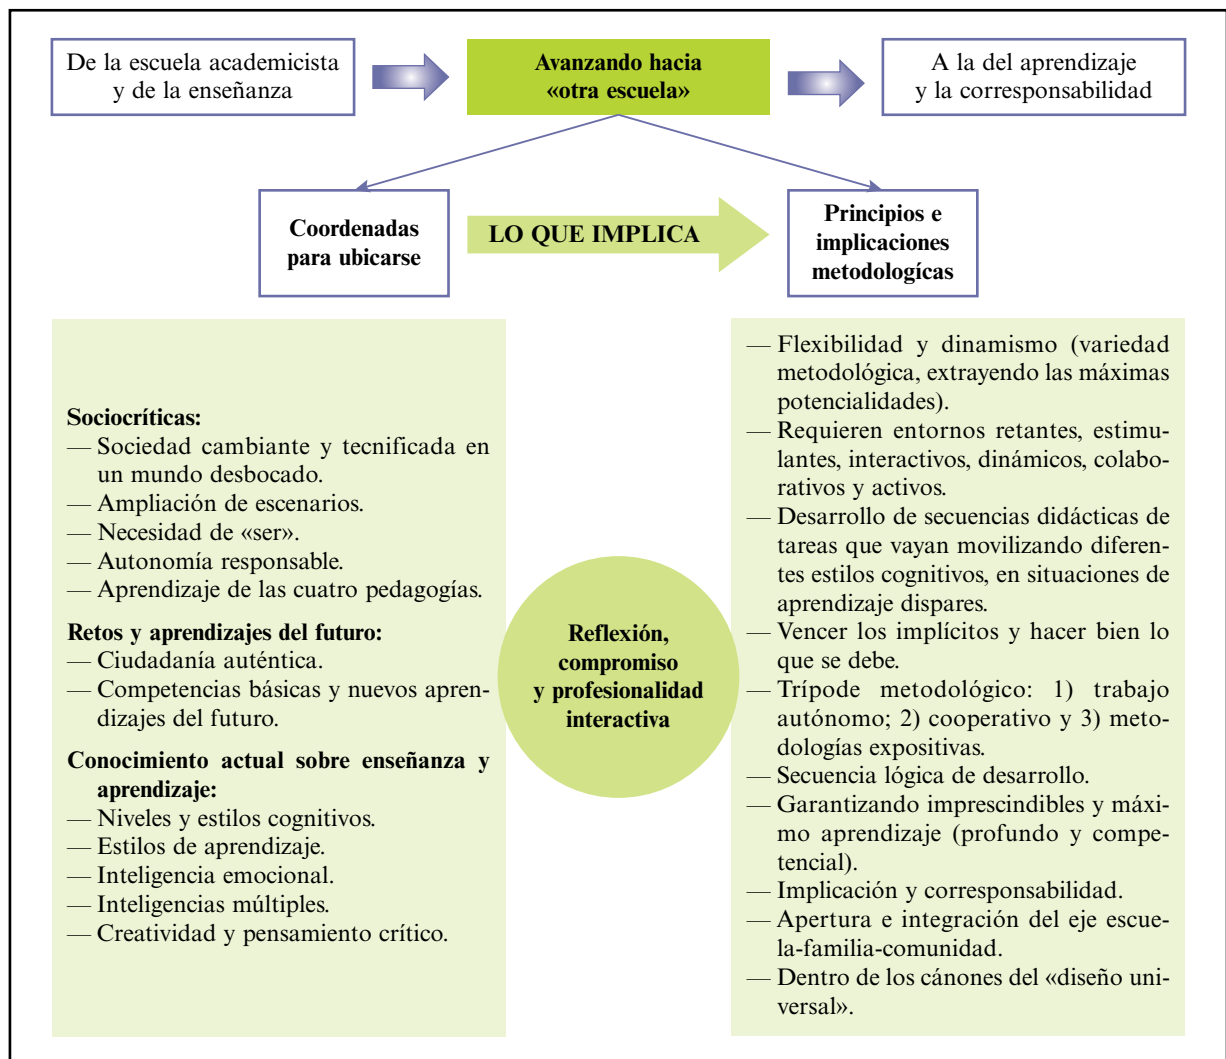 De la escuela academicista
y de la enseñanza
Avanzando hacia
«otra escuela»
A la del aprendizaje
y la corresponsabilidad
Coordenadas
para ubicarse
LO QUE IMPLICA
Principios e
implicaciones
metodologícas
Sociocríticas:
— Sociedad cambiante y tecnificada en
un mundo desbocado.
— Ampliación de escenarios.
— Necesidad de «ser».
— Autonomía responsable.
— Aprendizaje de las cuatro pedagogías.
Retos y aprendizajes del futuro:
— Ciudadanía auténtica.
— Competencias básicas y nuevos apren-
dizajes del futuro.
Conocimiento actual sobre enseñanza y
aprendizaje:
— Niveles y estilos cognitivos.
— Estilos de aprendizaje.
— Inteligencia emocional.
— Inteligencias múltiples.
— Creatividad y pensamiento crítico.
Reflexión,
compromiso
y profesionalidad
interactiva
— Flexibilidad y dinamismo (variedad
metodológica, extrayendo las máximas
potencialidades).
— Requieren entornos retantes, estimu-
lantes, interactivos, dinámicos, colabo-
rativos y activos.
— Desarrollo de secuencias didácticas de
tareas que vayan movilizando diferen-
tes estilos cognitivos, en situaciones de
aprendizaje dispares.
— Vencer los implícitos y hacer bien lo
que se debe.
— Trípode metodológico: 1) trabajo
autónomo; 2) cooperativo y 3) meto-
dologías expositivas.
— Secuencia lógica de desarrollo.
— Garantizando imprescindibles y máxi-
mo aprendizaje (profundo y compe-
tencial).
— Implicación y corresponsabilidad.
— Apertura e integración del eje escue-
la-familia-comunidad.
— Dentro de los cánones del «diseño uni-
versal».